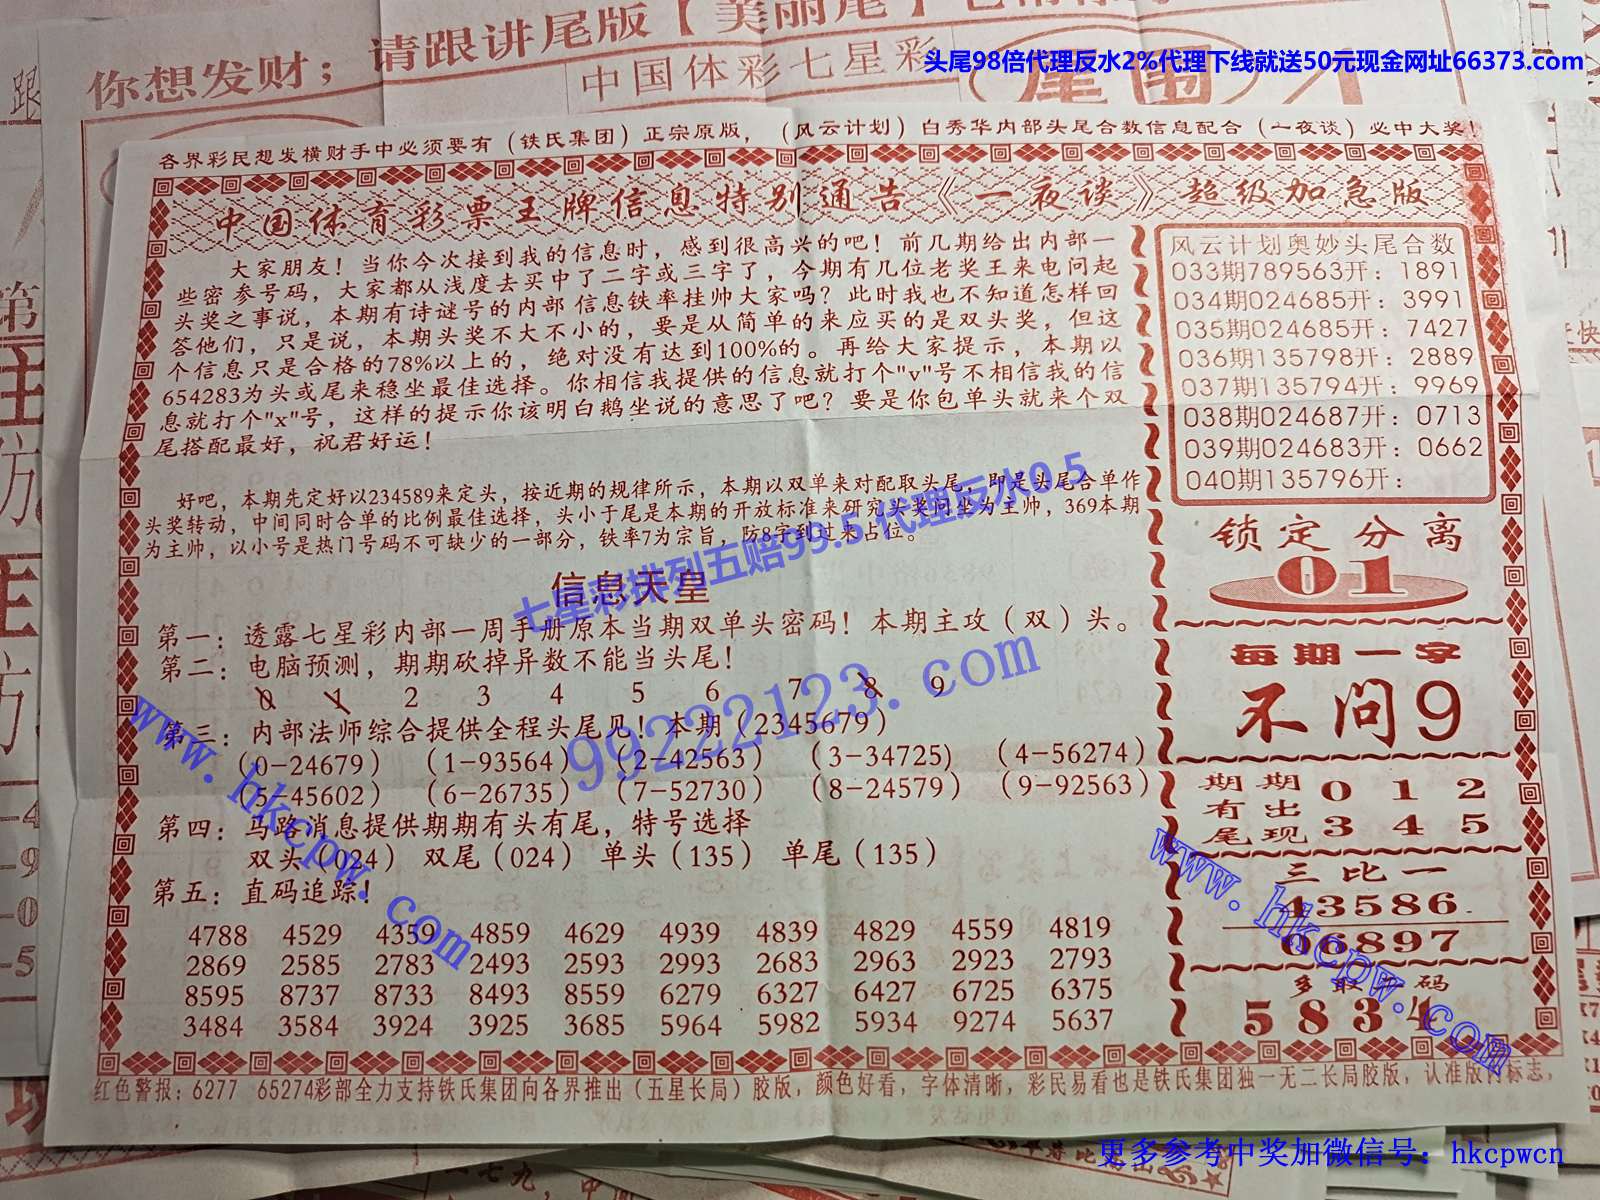 你想发财；请跟讲尾版【美丽尾】
中国体彩七星彩
头尾98倍代理反水2%代理下线就送50元现金网址66373.com
各界彩民想发横财手中必须要有（铁氏集团）正宗原版，（风云计划）白秀华内部头尾合数信息配合（一夜谈）必中大奖！
中国体育彩票王牌信息特别通告《一夜谈》超级加急版
大家朋友！当你今次接到我的信息时，感到很高兴的吧！前几期给出内部一
些密参号码，大家都从浅度去买中了二字或三字了，今期有几位老奖王来电问起
头奖之事说，本期有诗谜号的内部信息铁率挂帅大家吗？此时我也不知道怎样回
答他们，只是说，本期头奖不大不小的，要是从简单的来应买的是双头奖，但这
个信息只是合格的78%以上的，绝对没有达到100%的。再给大家提示，本期以
654283为头或尾来稳坐最佳选择。你相信我提供的信息就打个"v"号不相信我的信
息就打个"x"号，这样的提示你该明白鹅坐说的意思了吧？要是你包单头就来个双
尾搭配最好，祝君好运！
好吧，本期先定好以234589来定头，按近期的规律所示，本期以双单来对配取头尾，即是头尾合单作
头奖转动，中间同时合单的比例最佳选择，头小于尾是本期的开放标准来研究头奖同坐为主帅，369本期
为主帅，以小号是热门号码不可缺少的一部分，铁率7为宗旨，防8字到过来占位。
七星彩排列五赔99.5 代理反水0.5
信息天皇
第一：透露七星彩内部一周手册原本当期双单头密码！本期主攻（双）头。
第二：电脑预测，期期砍掉异数不能当头尾！
0 1 2 3 4 5 6 7 8 9
第三：内部法师综合提供全程头尾见！本期（2345679）
（0-24679）（1-93564）（2-42563）（3-34725）（4-56274）
（5-45602）（6-26735）（7-52730）（8-24579）（9-92563）
99222123.com
www.hkcpw.com
第四：马路消息提供期期有头有尾，特号选择
双头（024） 双尾（024） 单头（135） 单尾（135）
第五：直码追踪！
4788 4529 4359 4859 4629 4939 4839 4829 4559 4819
2869 2585 2783 2493 2593 2993 2683 2963 2923 2793
8595 8737 8733 8493 8559 6279 6327 6427 6725 6375
3484 3584 3924 3925 3685 5964 5982 5934 9274 5637
风云计划奥妙头尾合数
033期789563开：1891
034期024685开：3991
035期024685开：7427
036期135798开：2889
037期135794开：9969
038期024687开：0713
039期024683开：0662
040期135796开：
锁定分离
01
每期一字
不问9
期期 0 1 2
有出
尾现 3 4 5
三比一
43586
06897
www.hkcpw.com
多取 码
5834
红色警报：6277 65274彩部全力支持铁氏集团向各界推出（五星长局）胶版，颜色好看，字体清晰，彩民易看也是铁氏集团独一无二长局胶版，认准版内标志，
更多参考中奖加微信号：hkcpwcn